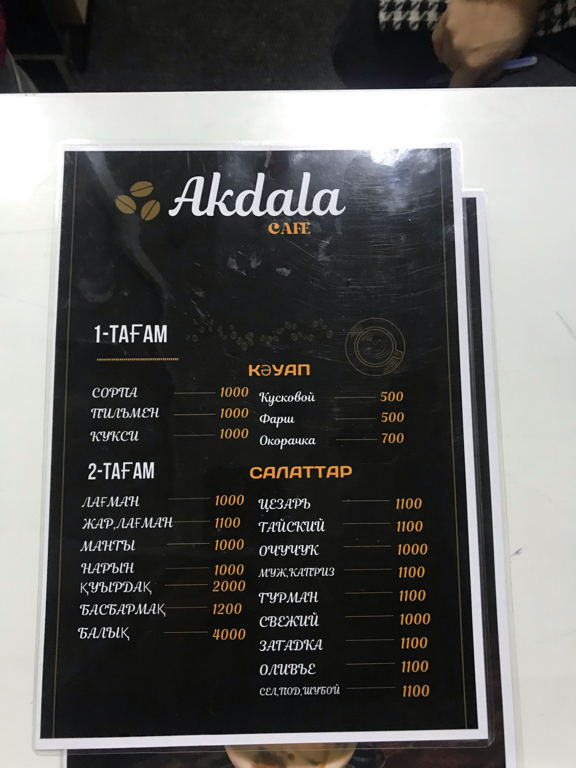 Akdala
CAFE
1-ТАҒАМ
СОРПА 1000
ПИЛЬМЕН 1000
КУКСИ 1000
2-ТАҒАМ
ЛАҒМАН 1000
ЖАР,ЛАҒМАН 1100
МАНТЫ 1000
НАРЫН 1000
ҚУЫРДАҚ 2000
БАСБАРМАҚ 1200
БАЛЫҚ 4000
КӘУАП
Кусковой 500
Фарш 500
Окорачка 700
САЛАТТАР
ЦЕЗАРЬ 1100
ТАЙСКИЙ 1100
ОЧУЧУК 1000
МУЖ,КАПРИЗ 1100
ГУРМАН 1100
СВЕЖИЙ 1000
ЗАГАДКА 1100
ОЛИВЬЕ 1100
СЕЛ,ПОД,ШУБОЙ 1100